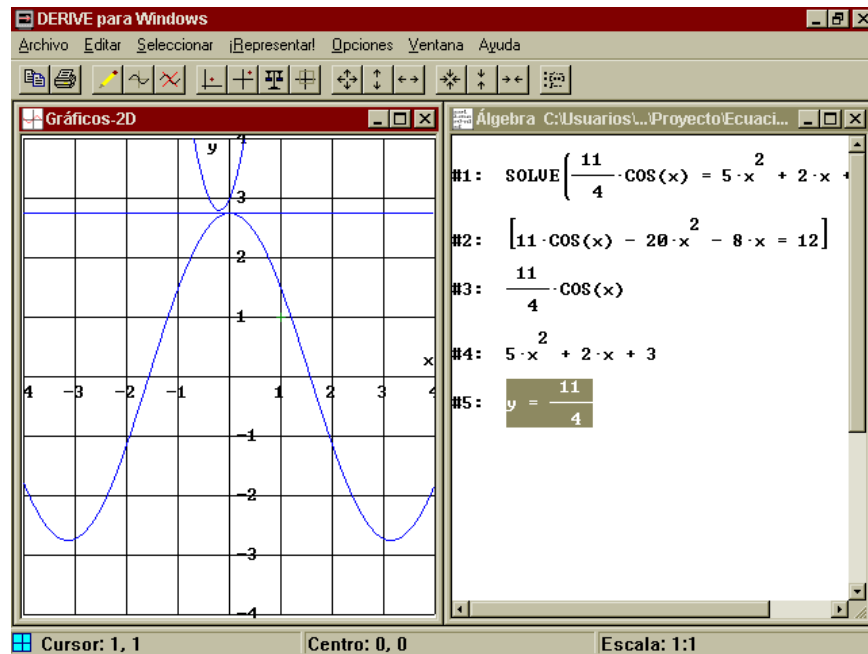 DERIVE para Windows
Archivo Editar Seleccionar ¡Representar! Opciones Ventana Ayuda
Gráficos-2D
y
4
3
2
1
x
4 -3 -2 -1 1 2 3 4
-1
-2
-3
-4
Álgebra C:\Usuarios\...\Proyecto\Ecuaci...
#1: SOLVE(11/4·COS(x) = 5·x^2 + 2·x +
#2: [11·COS(x) - 20·x^2 - 8·x = 12]
#3: 11/4·COS(x)
#4: 5·x^2 + 2·x + 3
#5: y = 11/4
Cursor: 1, 1 Centro: 0, 0 Escala: 1:1